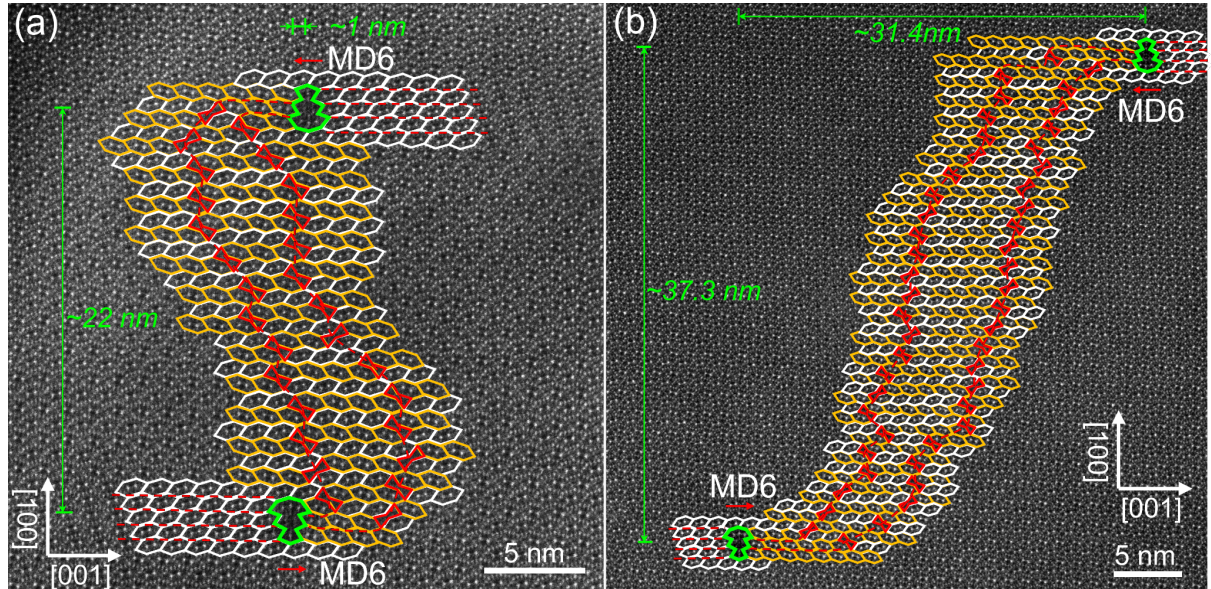 (a)
~1 nm
MD6
~22 nm
[100]
[001]
MD6
5 nm
(b)
~31.4nm
MD6
~37.3 nm
MD6
[100]
[001]
5 nm